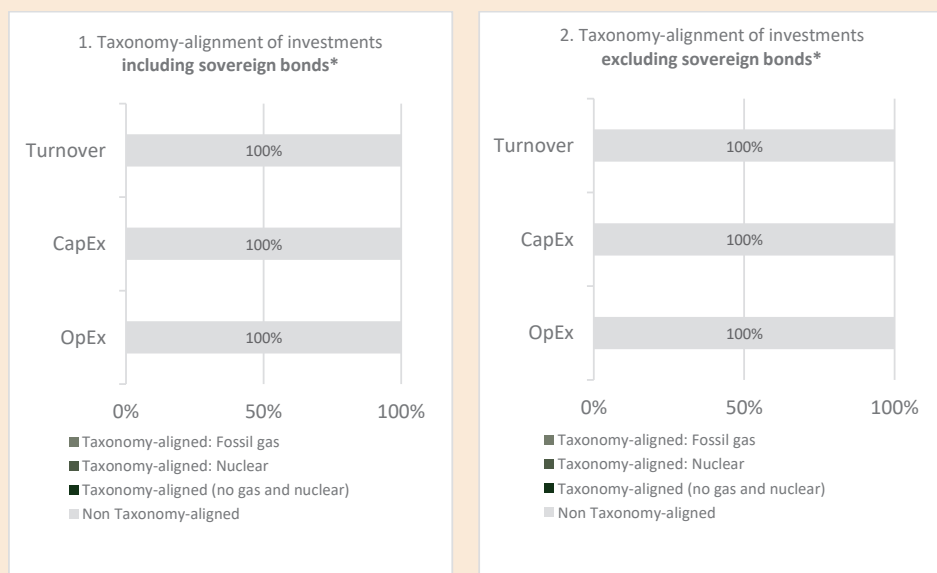 1. Taxonomy-alignment of investments
including sovereign bonds*
Turnover
100%
CapEx
100%
OpEx
100%
0% 50% 100%
Taxonomy-aligned: Fossil gas
Taxonomy-aligned: Nuclear
Taxonomy-aligned (no gas and nuclear)
Non Taxonomy-aligned
2. Taxonomy-alignment of investments
excluding sovereign bonds*
Turnover
100%
CapEx
100%
OpEx
100%
0% 50% 100%
Taxonomy-aligned: Fossil gas
Taxonomy-aligned: Nuclear
Taxonomy-aligned (no gas and nuclear)
Non Taxonomy-aligned